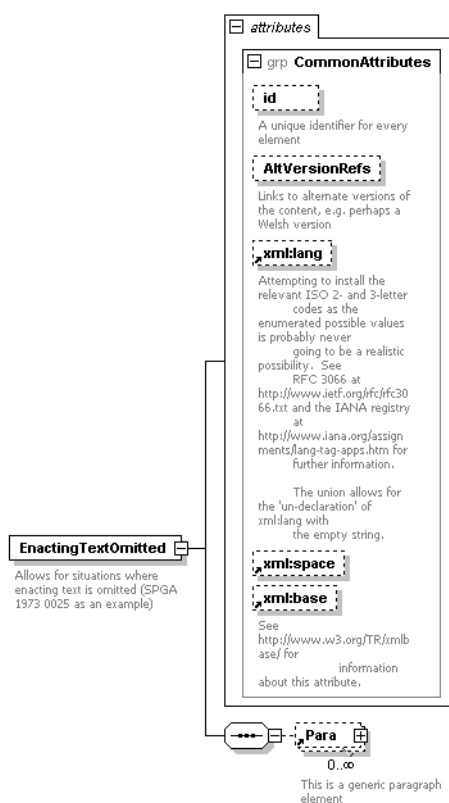 attributes
grp CommonAttributes
id
A unique identifier for every
element
AltVersionRefs
Links to alternate versions of
the content, e.g. perhaps a
Welsh version
xml:lang
Attempting to install the
relevant ISO 2- and 3-letter
codes as the
enumerated possible values
is probably never
going to be a realistic
possibility. See
RFC 3066 at
http://www.ietf.org/rfc/rfc30
66.txt and the IANA registry
at
http://www.iana.org/assign
ments/lang-tag-apps.htm for
further information.
The union allows for
the 'un-declaration' of
xml:lang with
the empty string.
EnactingTextOmitted
Allows for situations where
enacting text is omitted (SPGA
1973 0025 as an example)
xml:space
xml:base
See
http://www.w3.org/TR/xmlb
ase/ for
information
about this attribute.
Para
0..∞
This is a generic paragraph
element